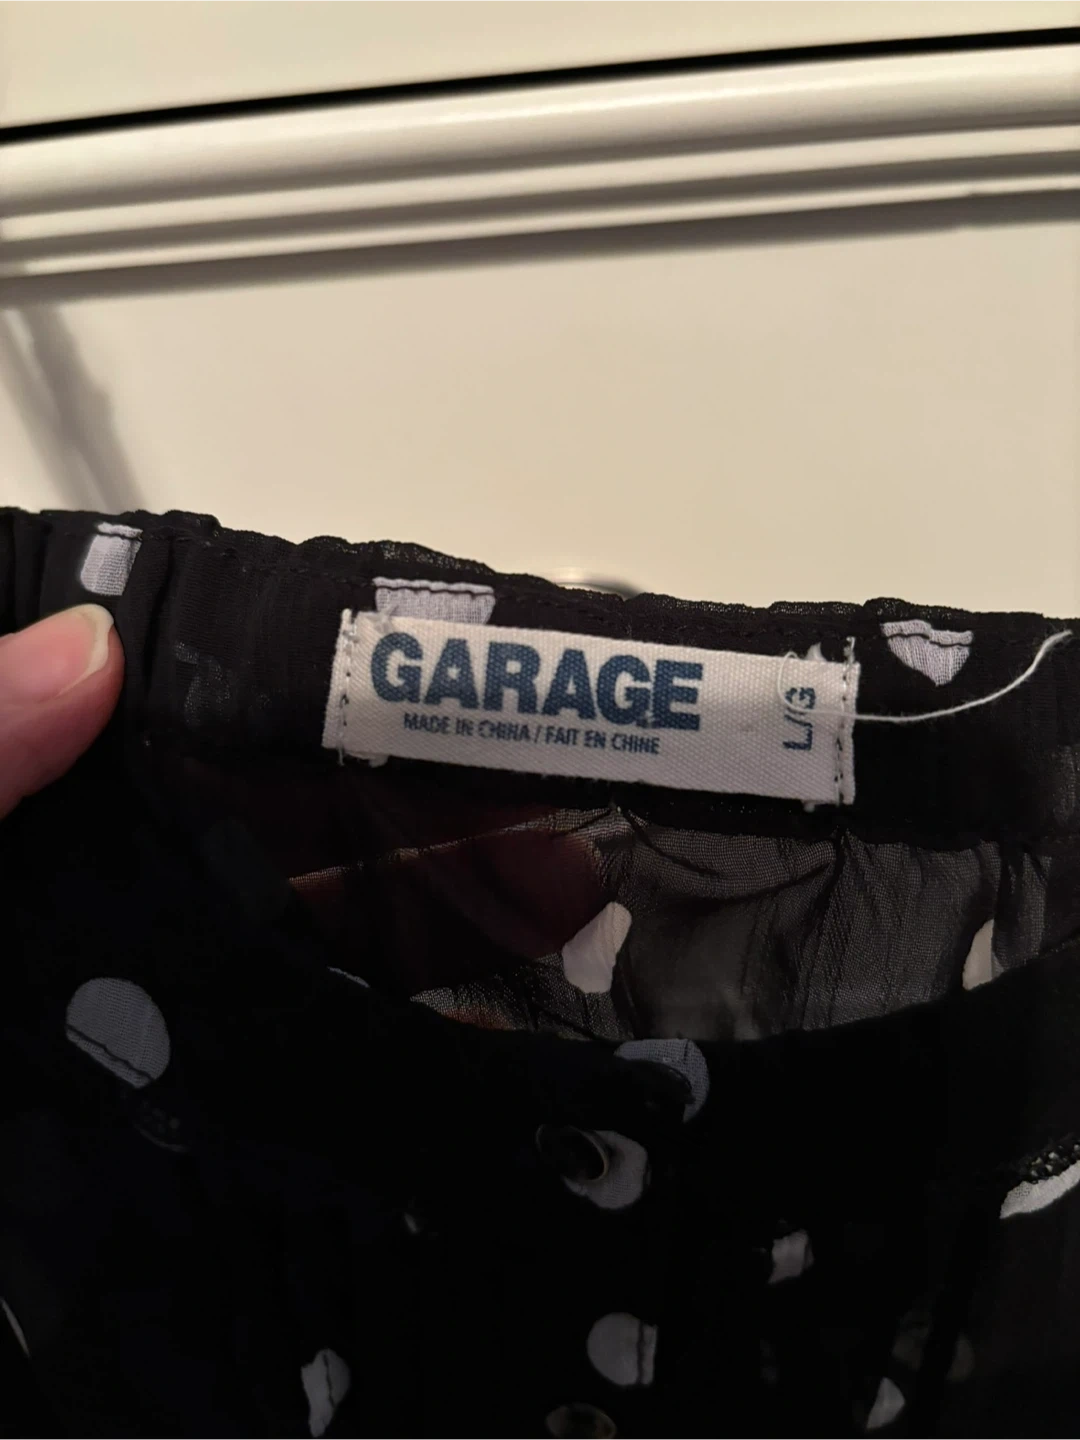 GARAGE
MADE IN CHINA / FAIT EN CHINE
L/G